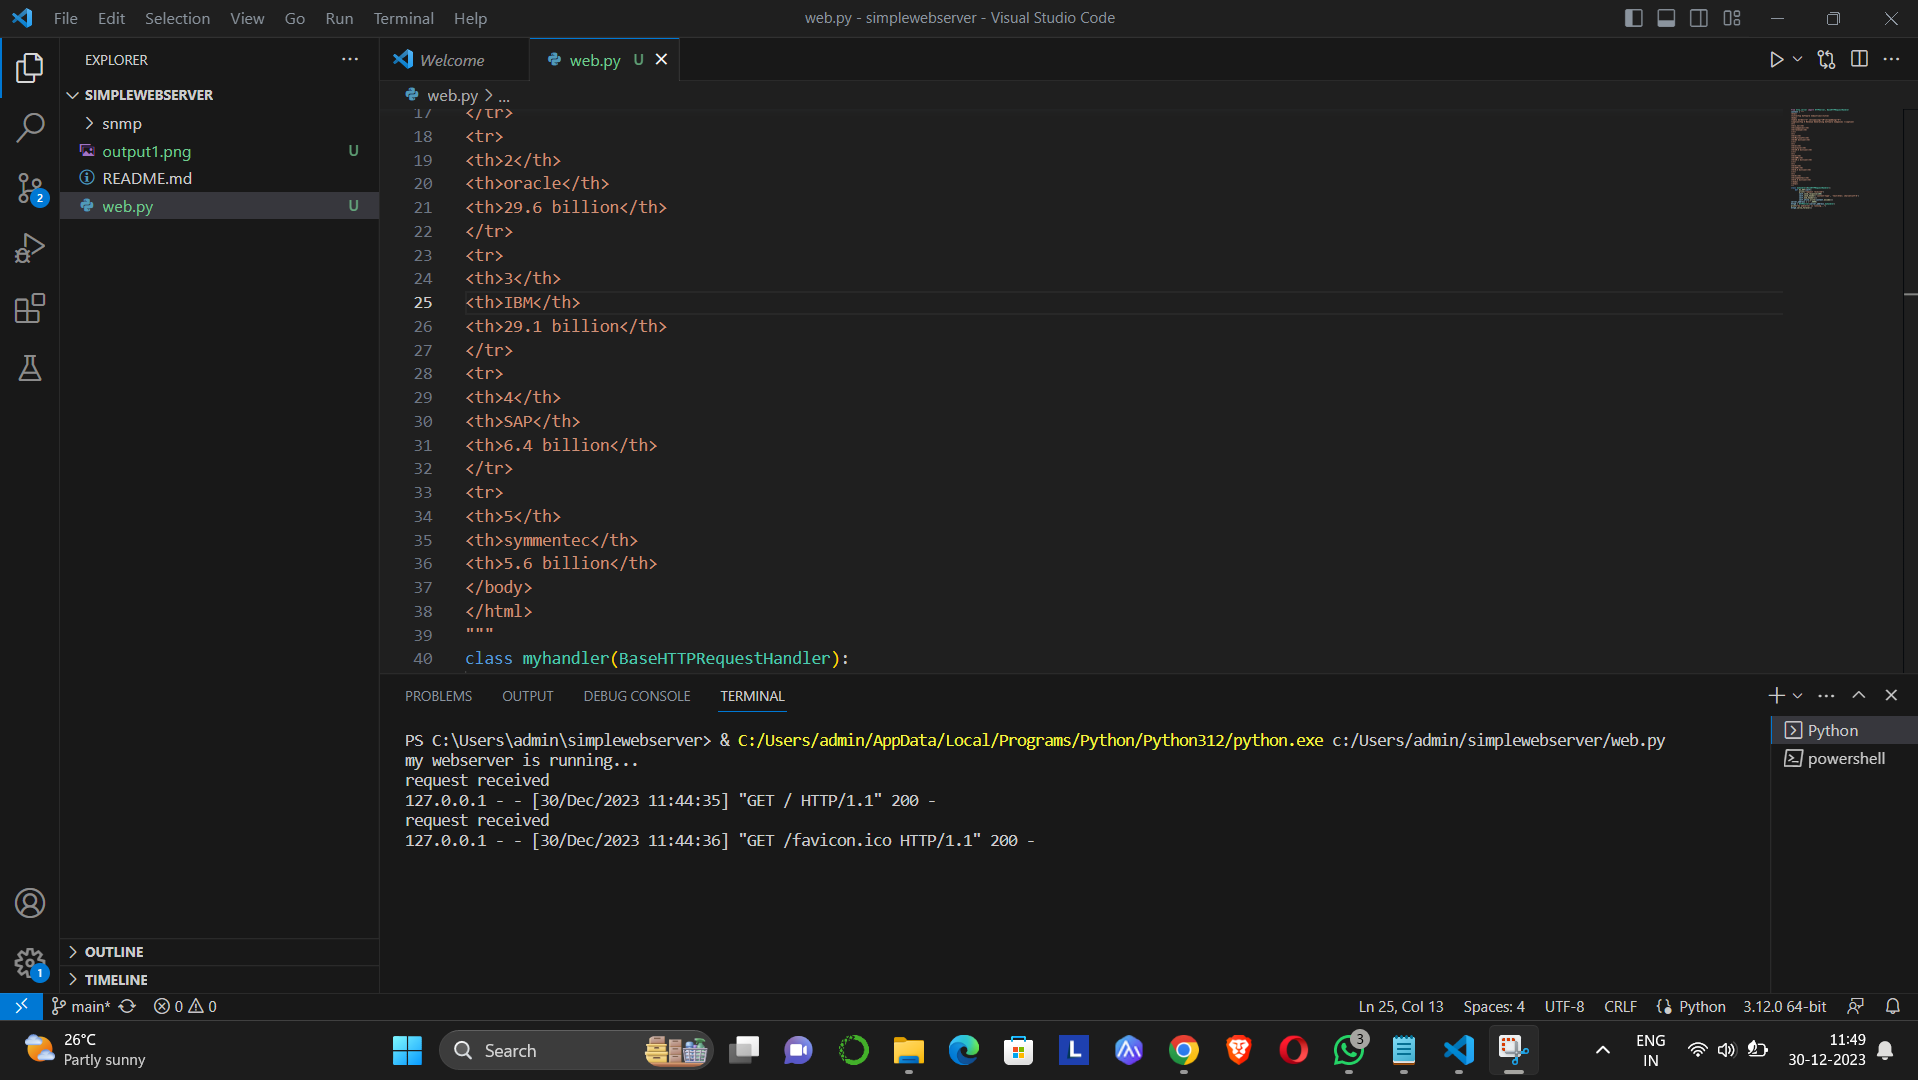 File Edit Selection View Go Run Terminal Help
web.py - simplewebserver - Visual Studio Code
EXPLORER
SIMPLEWEBSERVER
snmp
output1.png U
README.md
web.py U
OUTLINE
TIMELINE
Welcome
web.py U
web.py > ...
17 </tr>
18 <tr>
19 <th>2</th>
20 <th>oracle</th>
21 <th>29.6 billion</th>
22 </tr>
23 <tr>
24 <th>3</th>
25 <th>IBM</th>
26 <th>29.1 billion</th>
27 </tr>
28 <tr>
29 <th>4</th>
30 <th>SAP</th>
31 <th>6.4 billion</th>
32 </tr>
33 <tr>
34 <th>5</th>
35 <th>symmentec</th>
36 <th>5.6 billion</th>
37 </body>
38 </html>
39 """
40 class myhandler(BaseHTTPRequestHandler):
PROBLEMS OUTPUT DEBUG CONSOLE TERMINAL
PS C:\Users\admin\simplewebserver> & C:/Users/admin/AppData/Local/Programs/Python/Python312/python.exe c:/Users/admin/simplewebserver/web.py
my webserver is running...
request received
127.0.0.1 - - [30/Dec/2023 11:44:35] "GET / HTTP/1.1" 200 -
request received
127.0.0.1 - - [30/Dec/2023 11:44:36] "GET /favicon.ico HTTP/1.1" 200 -
Python
powershell
2
1
main* 0 0
Ln 25, Col 13 Spaces: 4 UTF-8 CRLF Python 3.12.0 64-bit
26°C
Partly sunny
Search
L
3
ENG
IN
11:49
30-12-2023